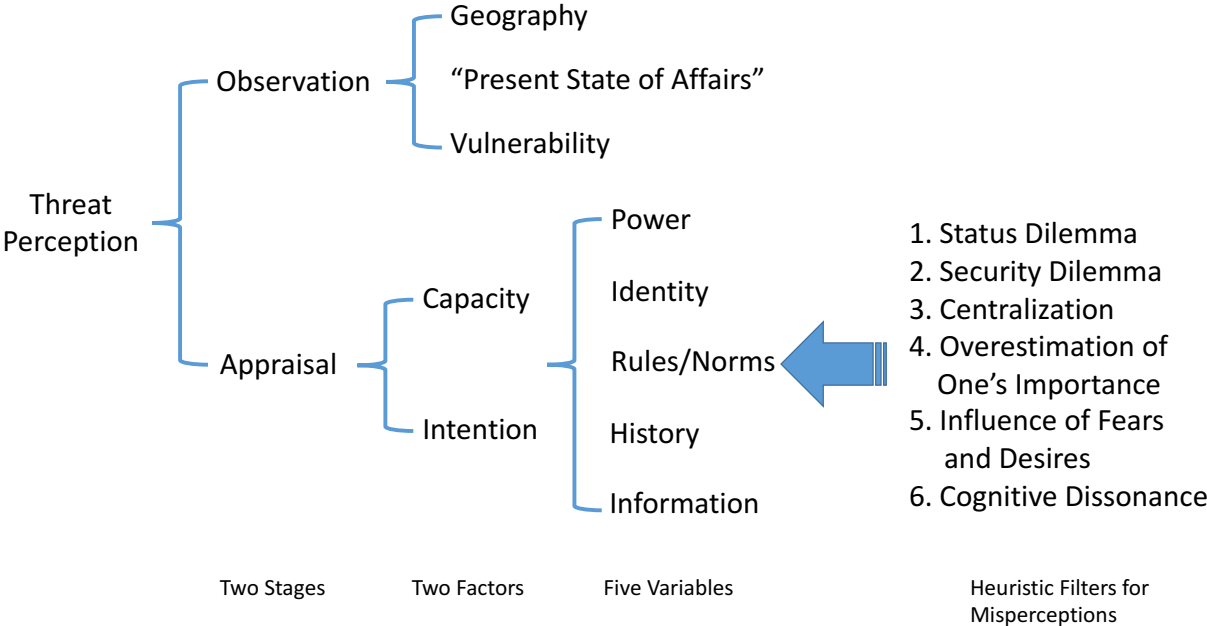 Geography
Observation
“Present State of Affairs”
Vulnerability
Threat
Perception
Appraisal
Capacity
Intention
Power
Identity
Rules/Norms
History
Information
1. Status Dilemma
2. Security Dilemma
3. Centralization
4. Overestimation of
One’s Importance
5. Influence of Fears
and Desires
6. Cognitive Dissonance
Two Stages
Two Factors
Five Variables
Heuristic Filters for
Misperceptions